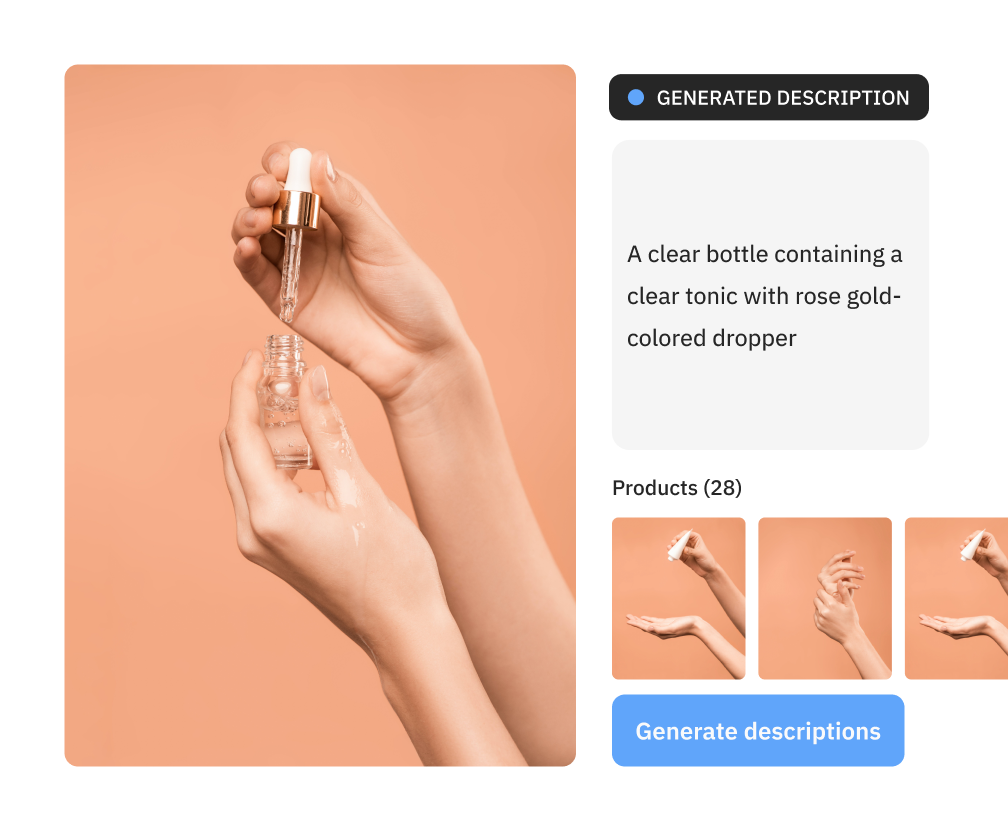 GENERATED DESCRIPTION
A clear bottle containing a
clear tonic with rose gold-
colored dropper
Products (28)
Generate descriptions